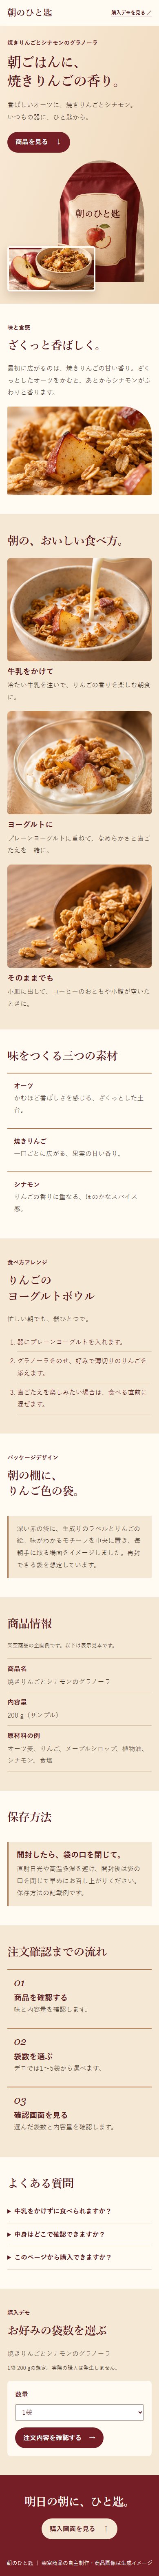 朝のひと匙
購入デモを見る ↗
焼きりんごとシナモンのグラノーラ
朝ごはんに、
焼きりんごの香り。
香ばしいオーツに、焼きりんごとシナモン。
いつもの器に、ひと匙から。
商品を見る ↓
朝のひと匙
味と食感
ざくっと香ばしく。
最初に広がるのは、焼きりんごの甘い香り。ざくっとしたオーツをかむと、あとからシナモンがふわりと香ります。
朝の、おいしい食べ方。
牛乳をかけて
冷たい牛乳を注いで、りんごの香りを楽しむ朝食に。
ヨーグルトに
プレーンヨーグルトに重ねて、なめらかさと歯ごたえを一緒に。
そのままでも
小皿に出して、コーヒーのおともや小腹が空いたときに。
味をつくる三つの素材
オーツ
かむほど香ばしさを感じる、ざくっとした土台。
焼きりんご
一口ごとに広がる、果実の甘い香り。
シナモン
りんごの香りに重なる、ほのかなスパイス感。
食べ方アレンジ
りんごの
ヨーグルトボウル
忙しい朝でも、器ひとつで。
1. 器にプレーンヨーグルトを入れます。
2. グラノーラをのせ、好みで薄切りのりんごを添えます。
3. 歯ごたえを楽しみたい場合は、食べる直前に混ぜます。
パッケージデザイン
朝の棚に、
りんご色の袋。
深い赤の袋に、生成りのラベルとりんごの絵。味がわかるモチーフを中央に置き、毎朝手に取る場面をイメージしました。再封できる袋を想定しています。
商品情報
架空商品の企画例です。以下は表示見本です。
商品名
焼きりんごとシナモンのグラノーラ
内容量
200 g（サンプル）
原材料の例
オーツ麦、りんご、メープルシロップ、植物油、シナモン、食塩
保存方法
開封したら、袋の口を閉じて。
直射日光や高温多湿を避け、開封後は袋の口を閉じて早めにお召し上がりください。保存方法の記載例です。
注文確認までの流れ
01
商品を確認する
味と内容量を確認します。
02
袋数を選ぶ
デモでは1〜5袋から選べます。
03
確認画面を見る
選んだ袋数と内容量を確認します。
よくある質問
▶ 牛乳をかけずに食べられますか？
▶ 中身はどこで確認できますか？
▶ このページから購入できますか？
購入デモ
お好みの袋数を選ぶ
焼きりんごとシナモンのグラノーラ
1袋 200 gの想定。実際の購入は発生しません。
数量
1袋
注文内容を確認する →
明日の朝に、ひと匙。
購入画面を見る ↑
朝のひと匙 ｜ 架空商品の自主制作・商品画像は生成イメージ